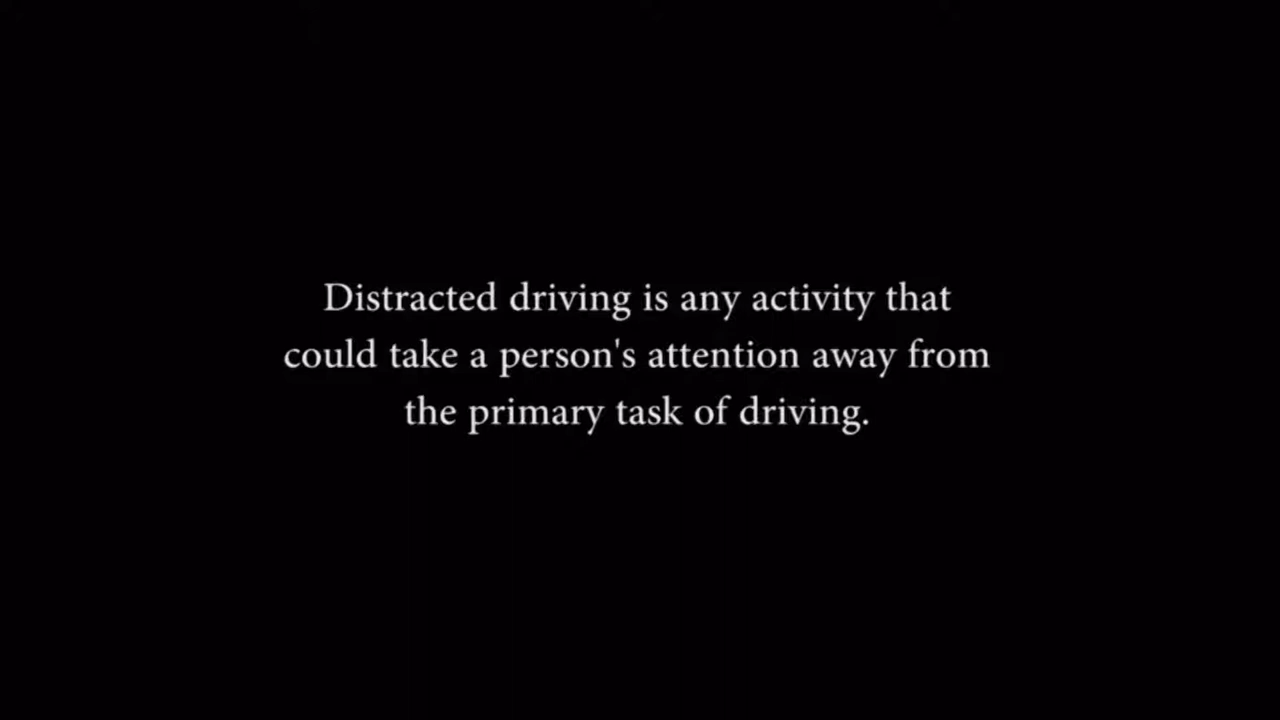 Distracted driving is any activity that
could take a person's attention away from
the primary task of driving.